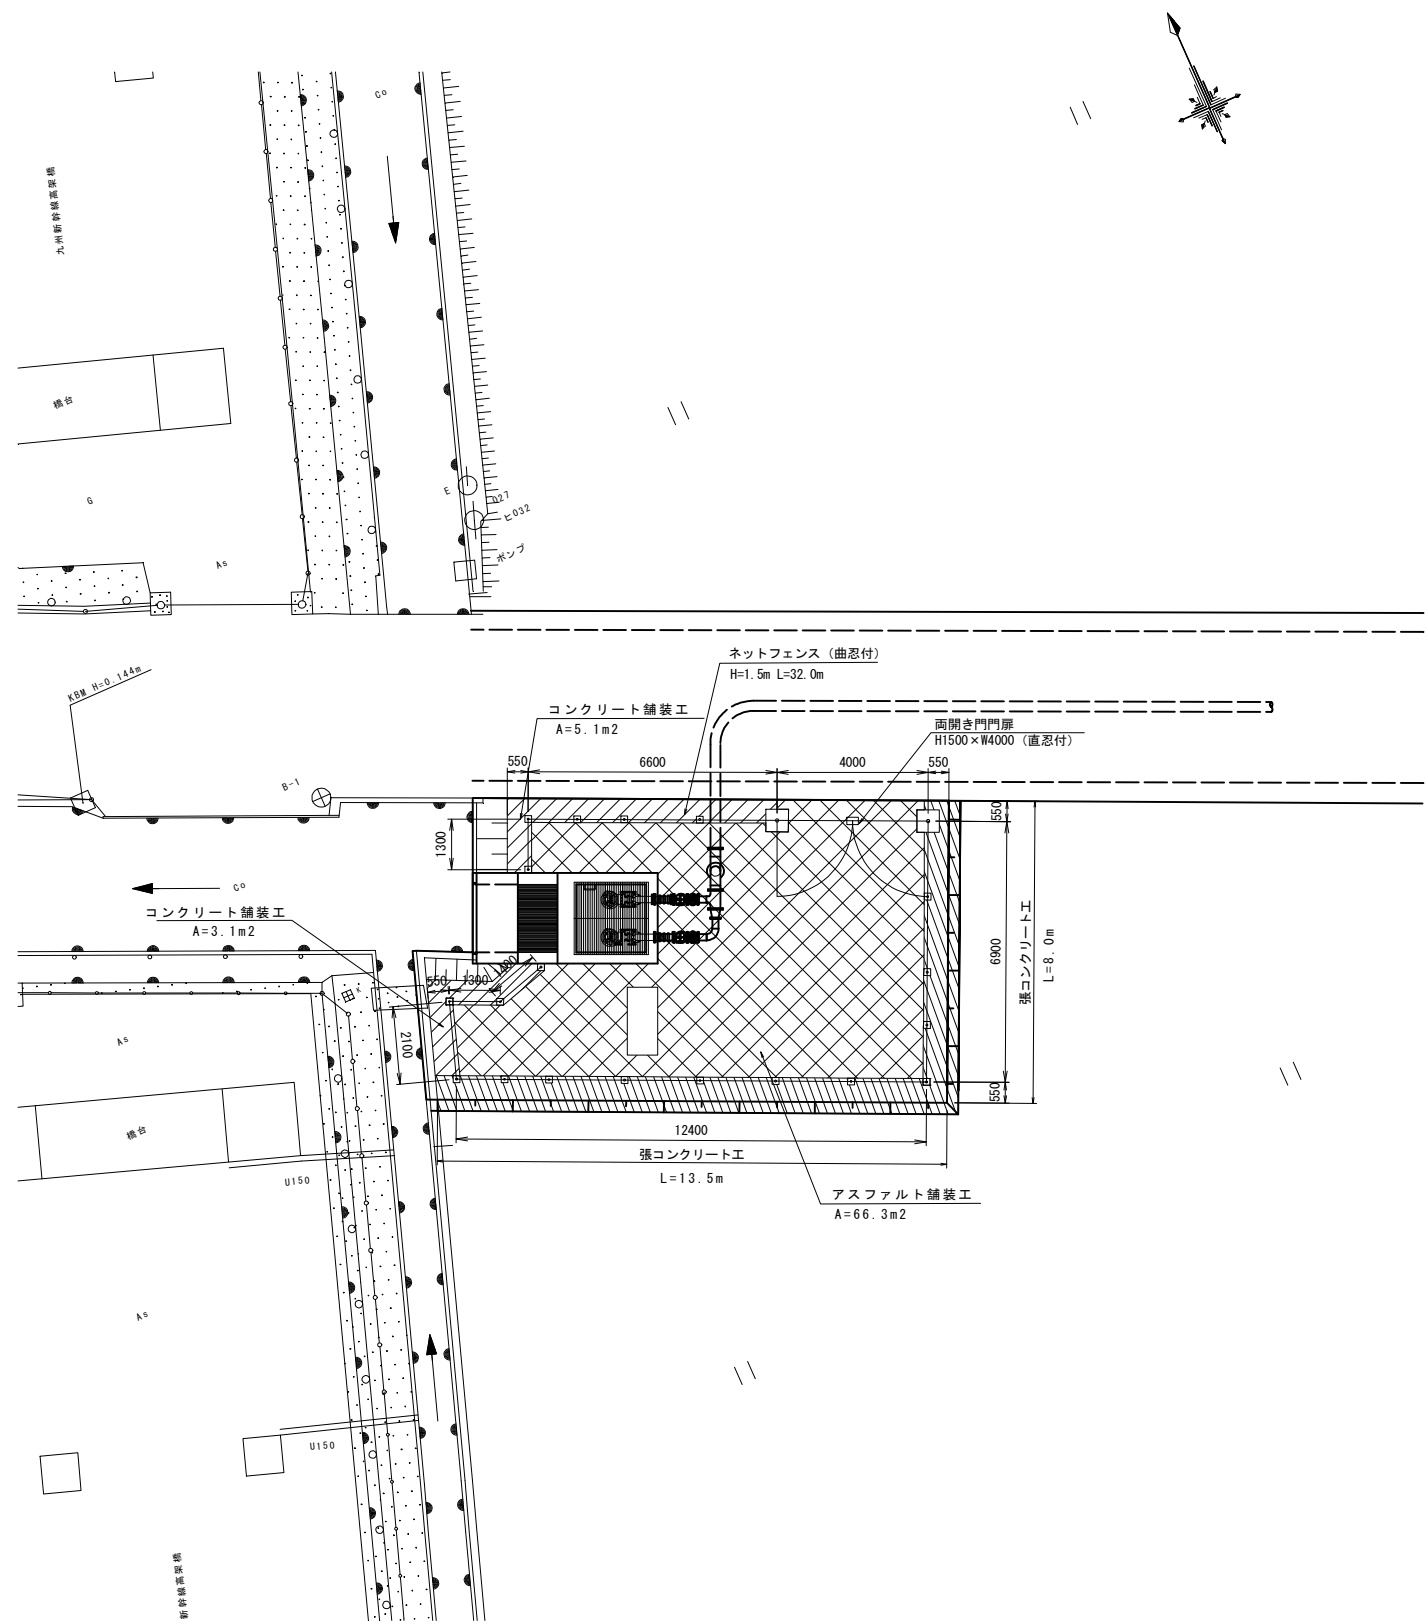 Co
九州新幹線高架橋
橋台
G
E
027
ヒ032
ポンプ
As
KBM H=0.144m
ネットフェンス（曲忍付）
H=1.5m L=32.0m
コンクリート舗装工
A=5.1m2
両開き門門扉
H1500×W4000（直忍付）
550
6600
4000
550
B-1
550
1300
Co
コンクリート舗装工
A=3.1m2
6900
張コンクリート工
L=8.0m
550
1300
1400
K
2100
As
550
橋台
12400
張コンクリート工
L=13.5m
U150
アスファルト舗装工
A=66.3m2
As
U150
新幹線高架橋